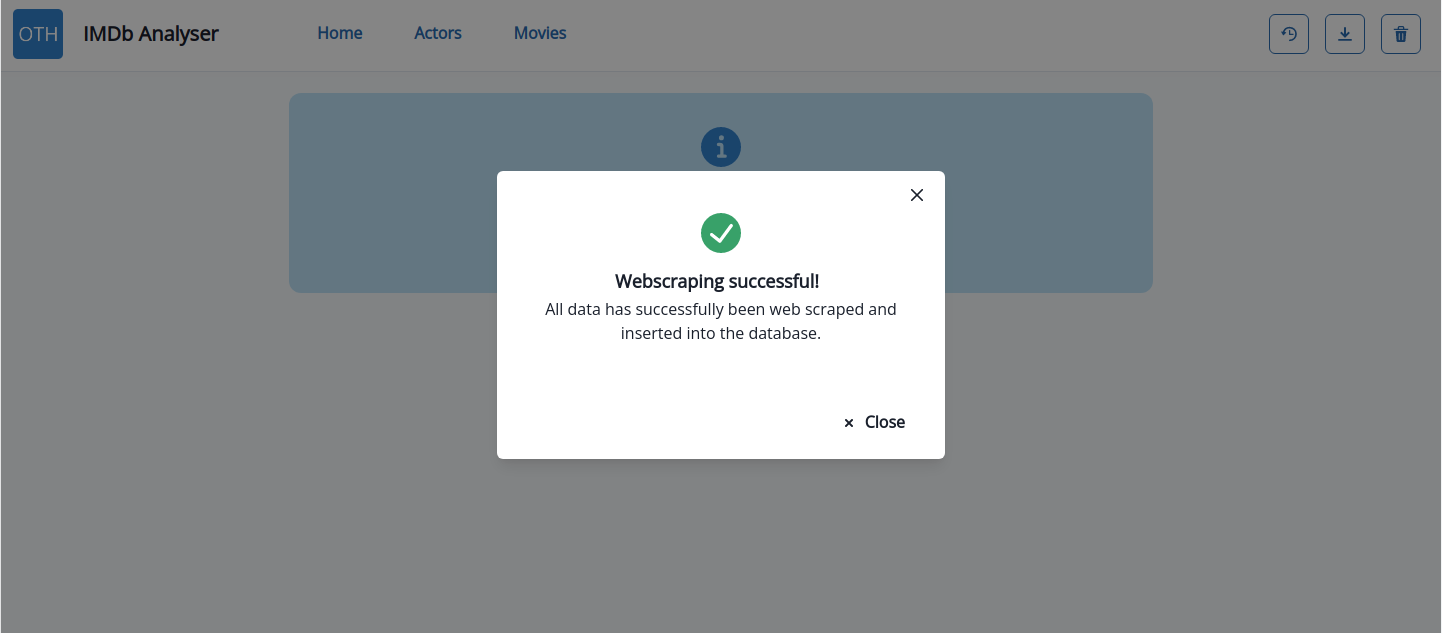 OTH IMDb Analyser Home Actors Movies
Webscraping successful!
All data has successfully been web scraped and
inserted into the database.
Close